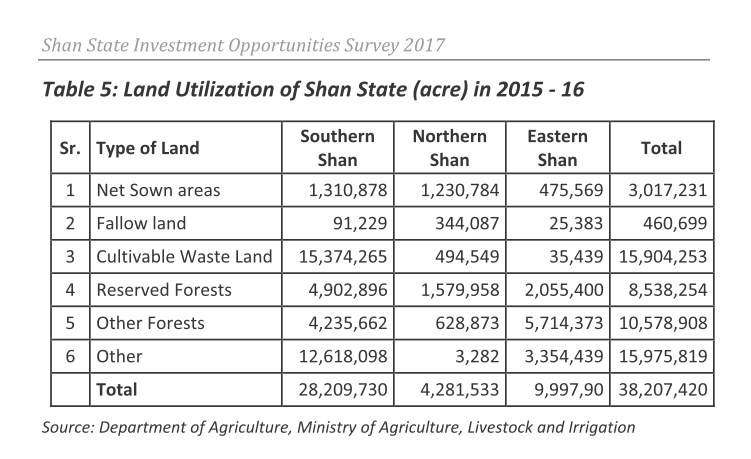 Shan State Investment Opportunities Survey 2017
Table 5: Land Utilization of Shan State (acre) in 2015 - 16
Sr. Type of Land Southern Shan Northern Shan Eastern Shan Total
1 Net Sown areas 1,310,878 1,230,784 475,569 3,017,231
2 Fallow land 91,229 344,087 25,383 460,699
3 Cultivable Waste Land 15,374,265 494,549 35,439 15,904,253
4 Reserved Forests 4,902,896 1,579,958 2,055,400 8,538,254
5 Other Forests 4,235,662 628,873 5,714,373 10,578,908
6 Other 12,618,098 3,282 3,354,439 15,975,819
Total 28,209,730 4,281,533 9,997,90 38,207,420
Source: Department of Agriculture, Ministry of Agriculture, Livestock and Irrigation